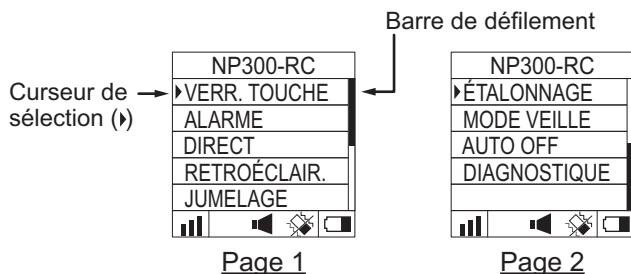 Barre de défilement
Curseur de
sélection ()
NP300-RC
VERR. TOUCHE
ALARME
DIRECT
RETROÉCLAIR.
JUMELAGE
Page 1
NP300-RC
ÉTALONNAGE
MODE VEILLE
AUTO OFF
DIAGNOSTIQUE
Page 2